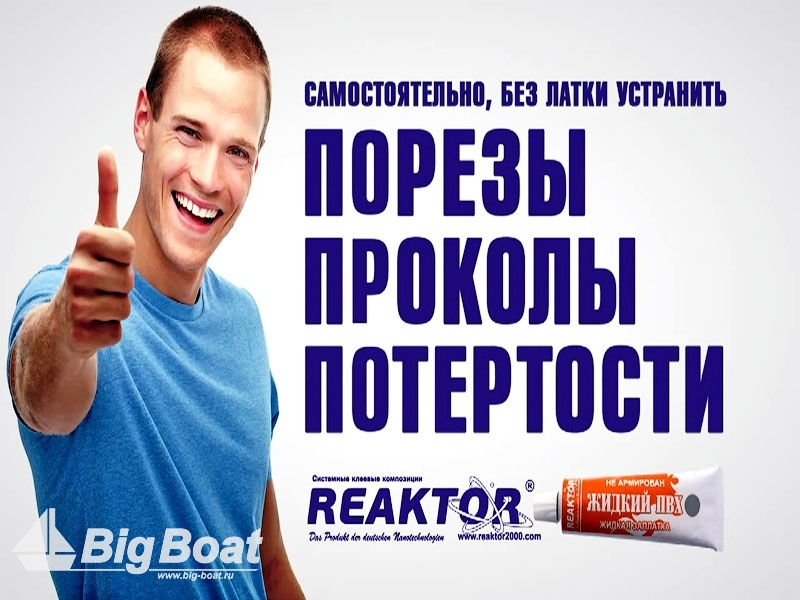 САМОСТОЯТЕЛЬНО, БЕЗ ЛАТКИ УСТРАНИТЬ
ПОРЕЗЫ
ПРОКОЛЫ
ПОТЕРТОСТИ
Системные клеевые композиции
REAKTOR®
Das Produkt der deutschen Nanotechnologien
www.reaktor2000.com
REAKTOR
НЕ АРМИРОВАН
ЖИДКИЙ ПВХ
ЖИДКАЯ ЗАПЛАТКА
Big Boat
www.big-boat.ru